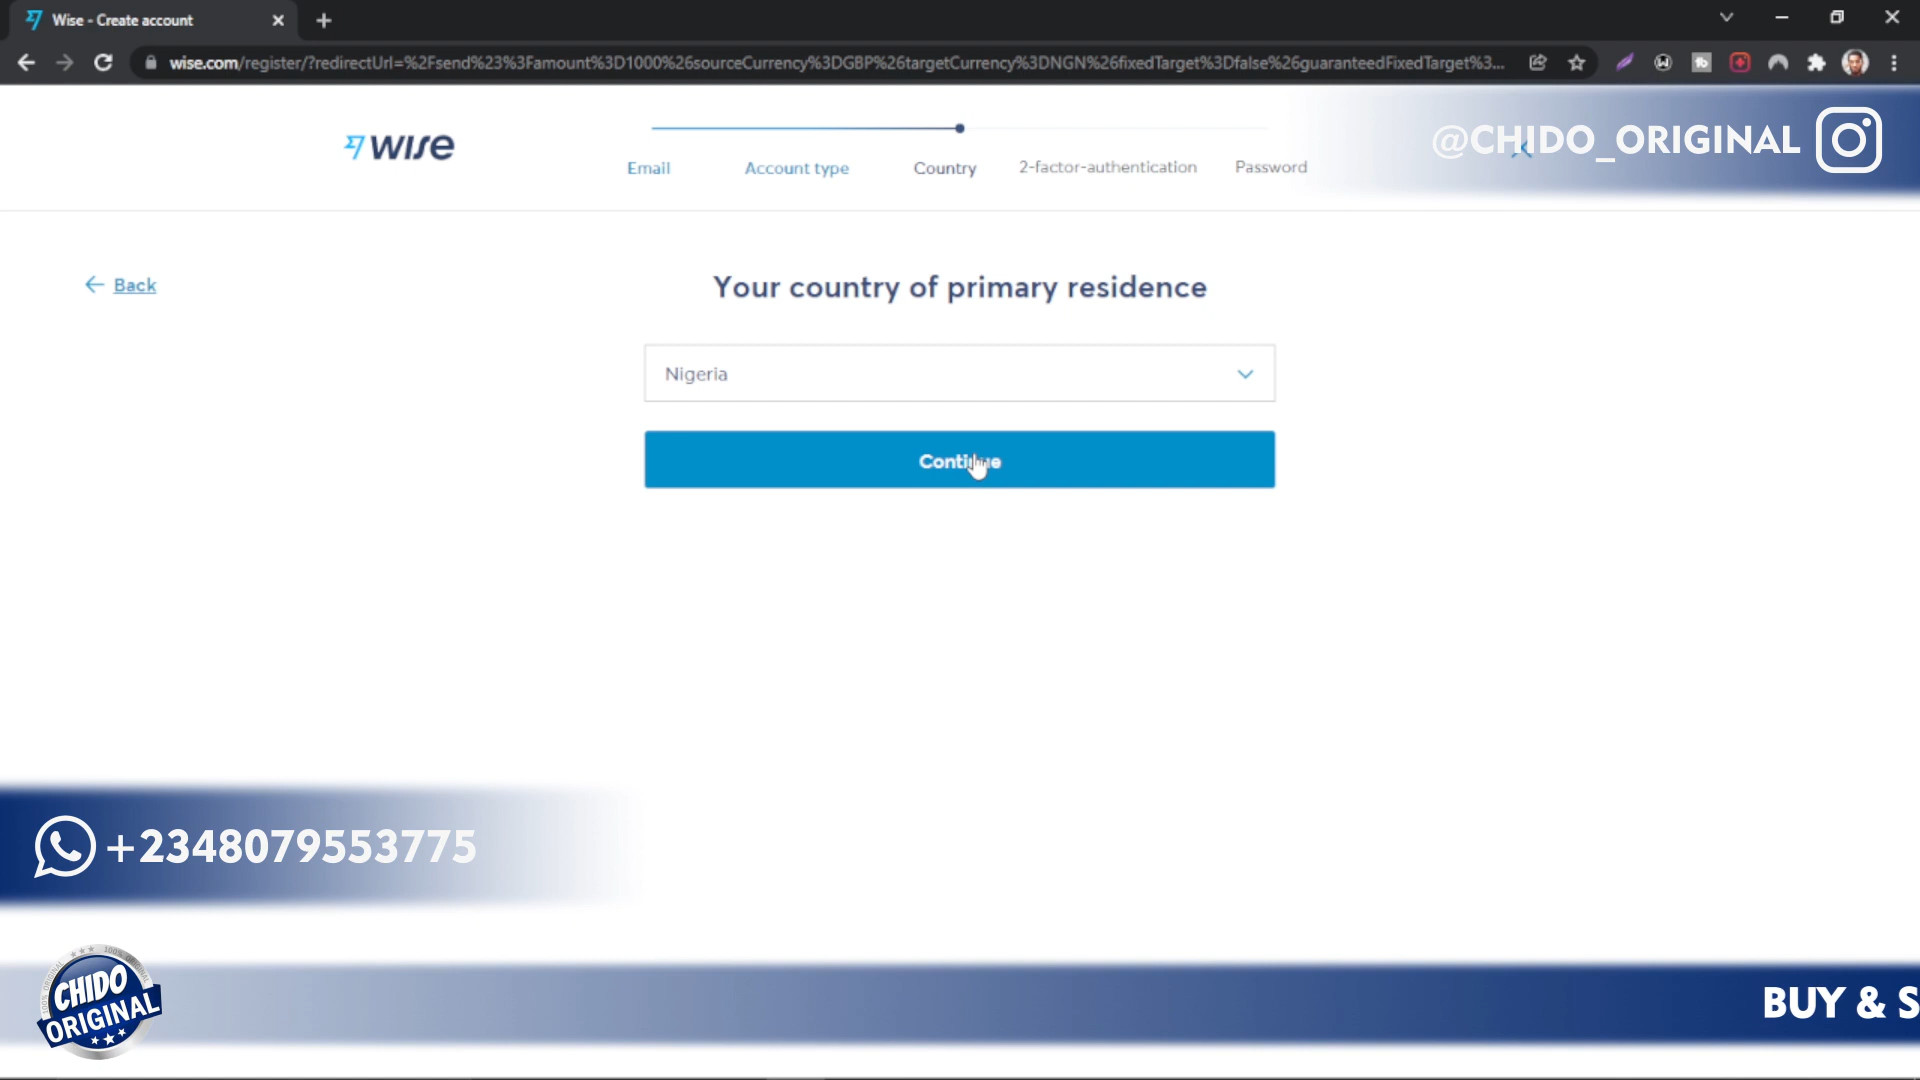 Wise - Create account
wise.com/register/?redirectUrl=%2Fsend%23%3Famount%3D1000%26sourceCurrency%3DGBP%26targetCurrency%3DNGN%26fixedTarget%3Dfalse%26guaranteedFixedTarget%3...
WISE
Email
Account type
Country
2-factor-authentication
Password
@CHIDO_ORIGINAL
Back
Your country of primary residence
Nigeria
Continue
+2348079553775
CHIDO
ORIGINAL
BUY & S